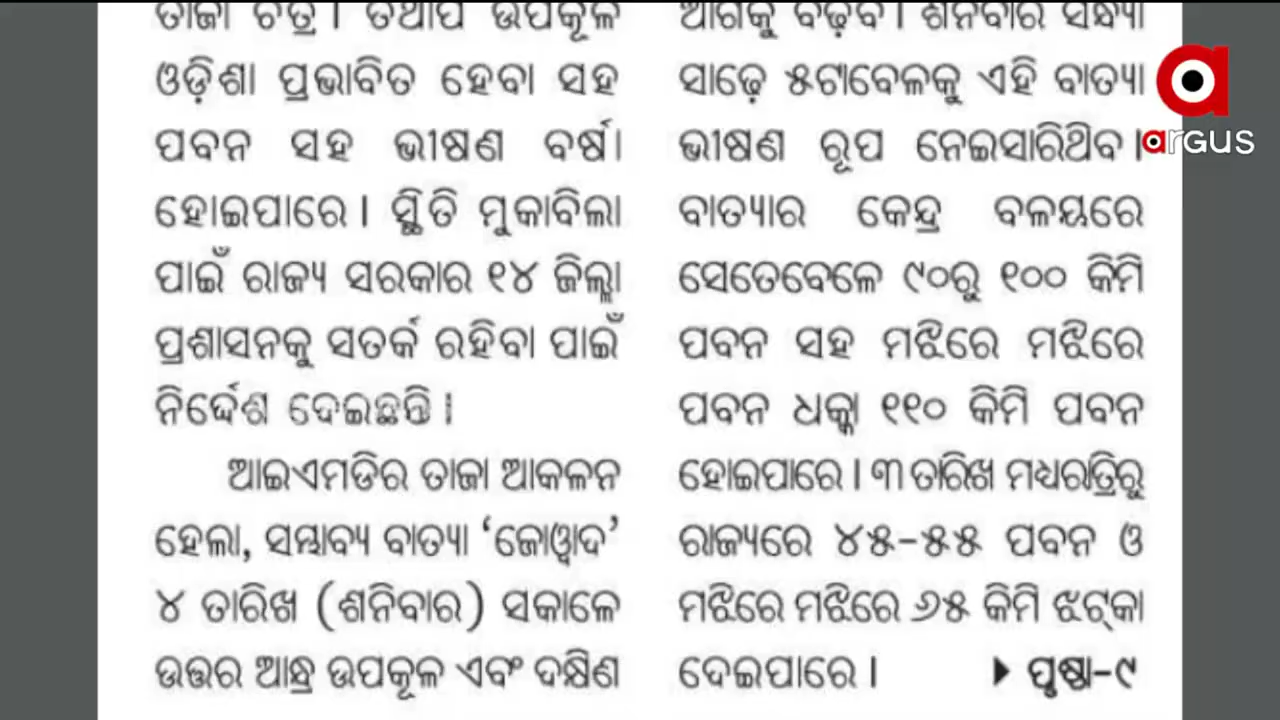 ତାଜା ଚିତ୍ର। ତଥାପି ଉପକୂଳ
ଓଡ଼ିଶା ପ୍ରଭାବିତ ହେବା ସହ
ପବନ ସହ ଭୀଷଣ ବର୍ଷା
ହୋଇପାରେ। ସ୍ଥିତି ମୁକାବିଲା
ପାଇଁ ରାଜ୍ୟ ସରକାର ୧୪ ଜିଲ୍ଲା
ପ୍ରଶାସନକୁ ସତର୍କ ରହିବା ପାଇଁ
ନିର୍ଦ୍ଦେଶ ଦେଇଛନ୍ତି।
ଆଇଏମଡିର ତାଜା ଆକଳନ
ହେଲା, ସମ୍ଭାବ୍ୟ ବାତ୍ୟା ‘ଜୋୱାଦ’
୪ ତାରିଖ (ଶନିବାର) ସକାଳେ
ଉତ୍ତର ଆନ୍ଧ୍ର ଉପକୂଳ ଏବଂ ଦକ୍ଷିଣ
ଆଗକୁ ବଢ଼ିବ। ଶନିବାର ସନ୍ଧ୍ୟା
ସାଢ଼େ ୫ଟାବେଳକୁ ଏହି ବାତ୍ୟା
ଭୀଷଣ ରୂପ ନେଇସାରିଥିବ।
ବାତ୍ୟାର କେନ୍ଦ୍ର ବଳୟରେ
ସେତେବେଳେ ୯୦ରୁ ୧୦୦ କିମି
ପବନ ସହ ମଝିରେ ମଝିରେ
ପବନ ଧକ୍କା ୧୧୦ କିମି ପବନ
ହୋଇପାରେ। ୩ ତାରିଖ ମଧ୍ୟରାତ୍ରିରୁ
ରାଜ୍ୟରେ ୪୫-୫୫ ପବନ ଓ
ମଝିରେ ମଝିରେ ୬୫ କିମି ଝଟ୍‌କା
ଦେଇପାରେ।
▶ ପୃଷ୍ଠା-୯
argus